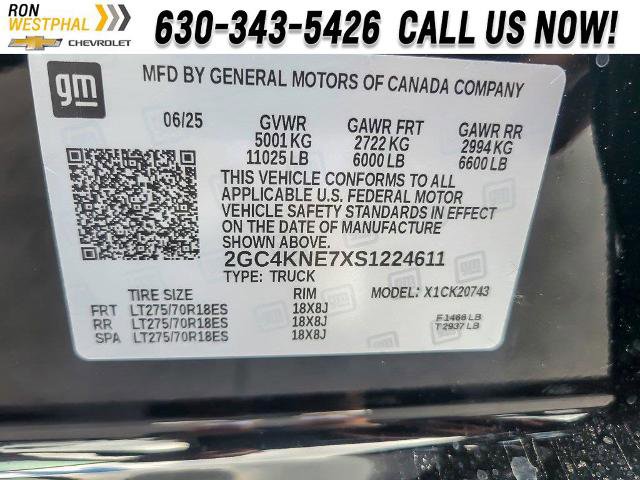 RON
WESTPHAL
CHEVROLET
630-343-5426 CALL US NOW!
gm
MFD BY GENERAL MOTORS OF CANADA COMPANY
06/25 GVWR GAWR FRT GAWR RR
5001 KG 2722 KG 2994 KG
11025 LB 6000 LB 6600 LB
THIS VEHICLE CONFORMS TO ALL
APPLICABLE U.S. FEDERAL MOTOR
VEHICLE SAFETY STANDARDS IN EFFECT
ON THE DATE OF MANUFACTURE SHOWN ABOVE.
2GC4KNE7XS1224611
TYPE: TRUCK
TIRE SIZE RIM MODEL: X1CK20743
FRT LT275/70R18ES 18X8J
RR LT275/70R18ES 18X8J
SPA LT275/70R18ES 18X8J
F 1466 LB
T 2937 LB